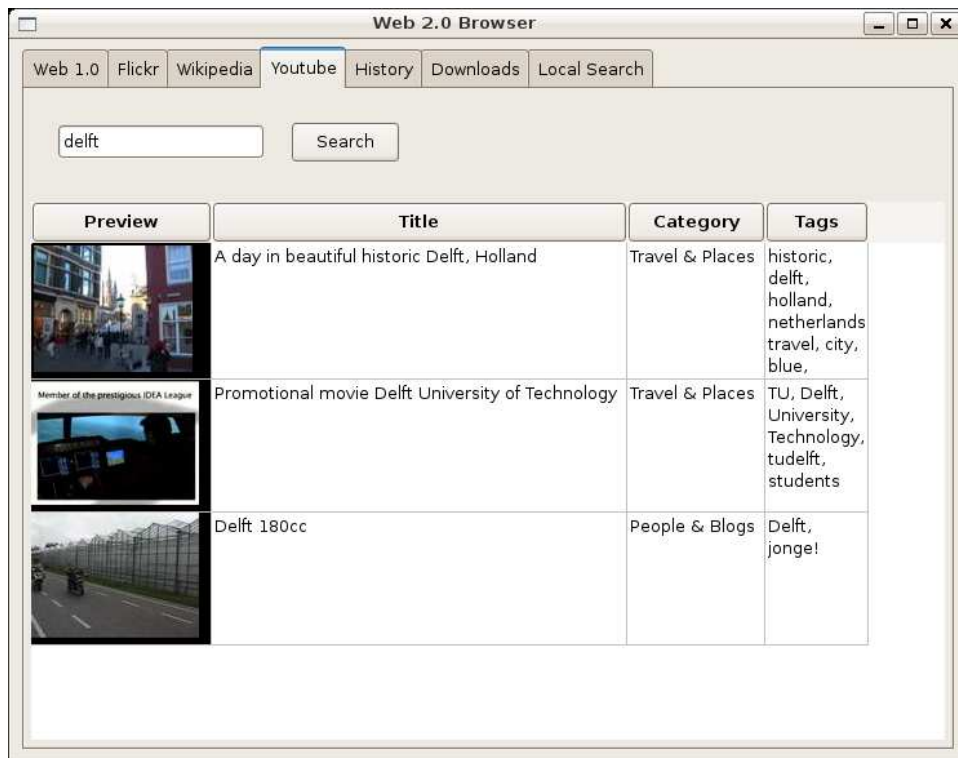 Web 2.0 Browser
Web 1.0 Flickr Wikipedia Youtube History Downloads Local Search
delft Search
Preview Title Category Tags
A day in beautiful historic Delft, Holland Travel & Places historic,
delft,
holland,
netherlands
travel, city,
blue,
Member of the prestigious IDEA League
Promotional movie Delft University of Technology Travel & Places TU, Delft,
University,
Technology,
tudelft,
students
Delft 180cc People & Blogs Delft,
jonge!